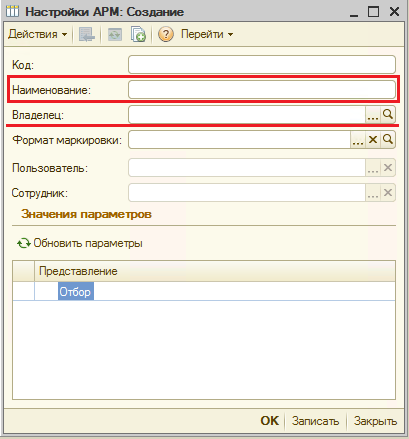 Настройки АРМ: Создание
Действия Перейти
Код:
Наименование:
Владелец: ...
Формат маркировки: ...
Пользователь: ...
Сотрудник: ...
Значения параметров
Обновить параметры
Представление
Отбор
OK Записать Закрыть